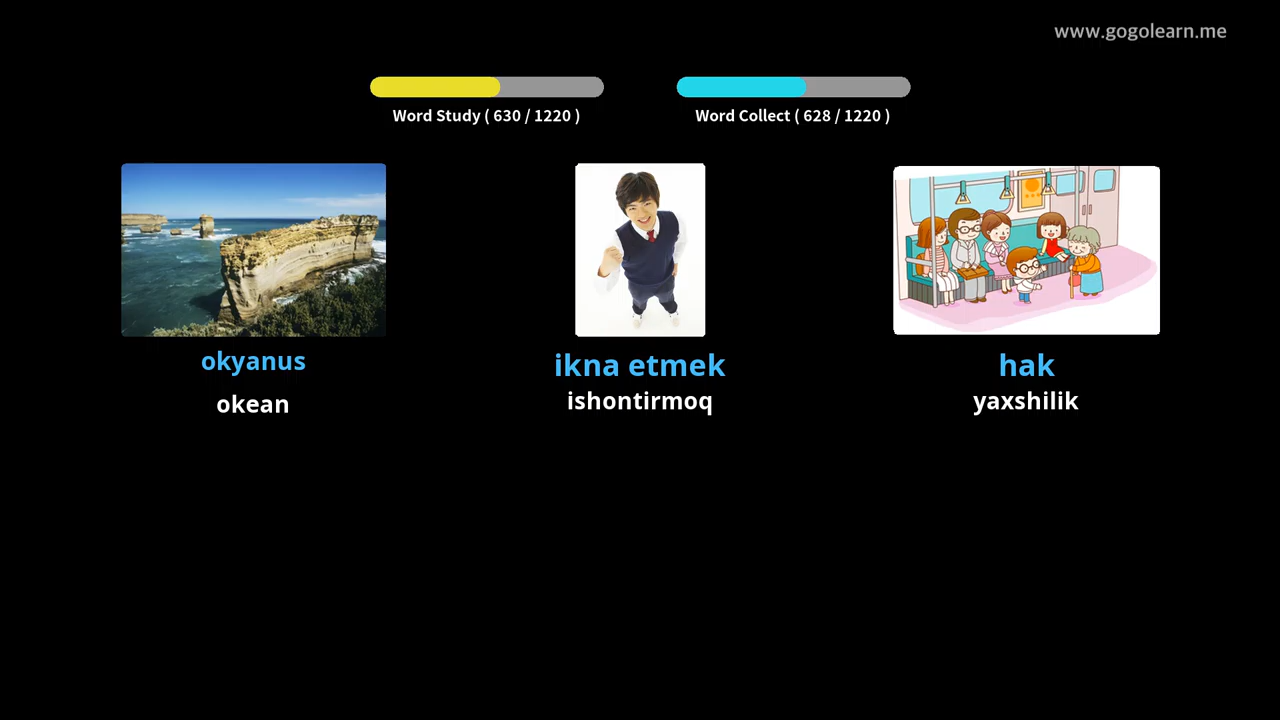 www.gogolearn.me
Word Study ( 630 / 1220 )
Word Collect ( 628 / 1220 )
okyanus
okean
ikna etmek
ishontirmoq
hak
yaxshilik